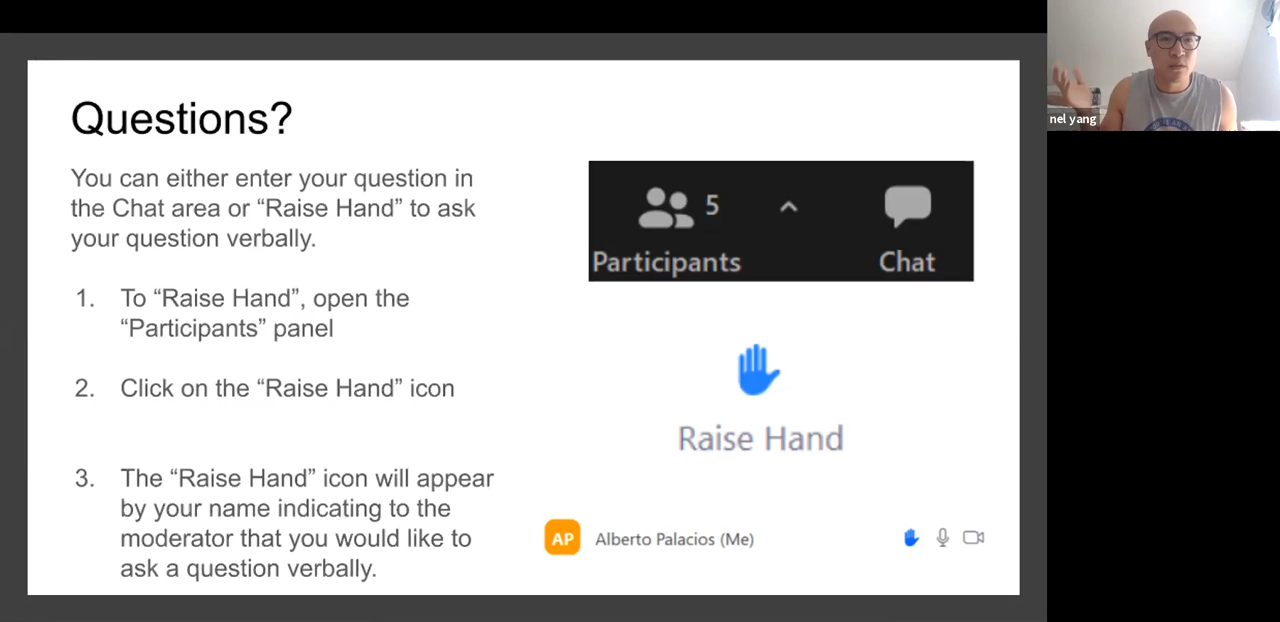 Questions?
You can either enter your question in
the Chat area or “Raise Hand” to ask
your question verbally.
1. To “Raise Hand”, open the
“Participants” panel
2. Click on the “Raise Hand” icon
3. The “Raise Hand” icon will appear
by your name indicating to the
moderator that you would like to
ask a question verbally.
5
Participants
Chat
Raise Hand
AP Alberto Palacios (Me)
nel yang